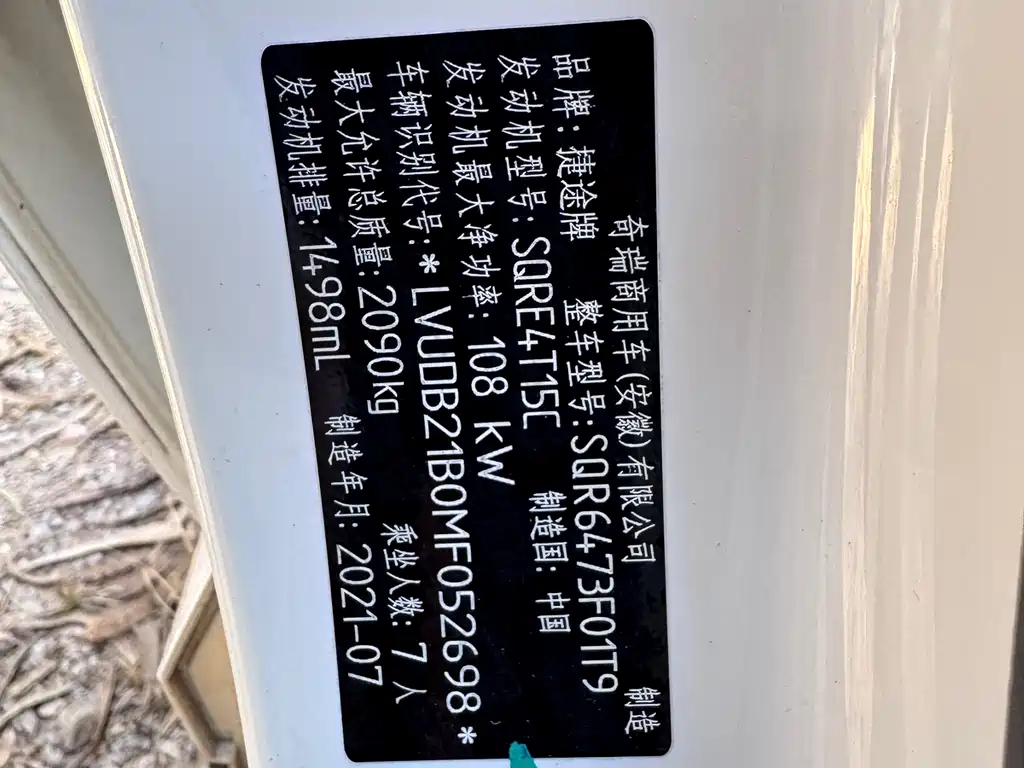 奇瑞商用车(安徽)有限公司 制造
品牌:捷途牌 整车型号:SQR6473F01T9
发动机型号:SQRE4T15C 制造国:中国
发动机最大净功率:108 kW
车辆识别代号:*LVUDB21B0MF052698*
最大允许总质量:2090kg 乘坐人数:7人
发动机排量:1498mL 制造年月:2021-07